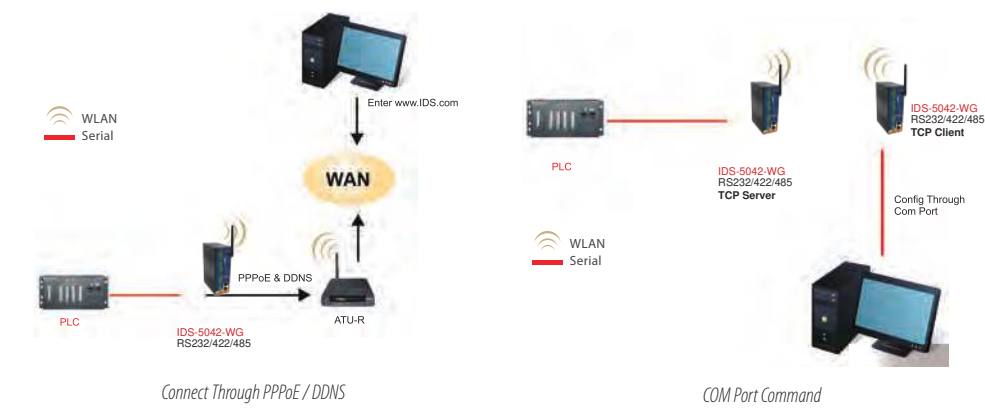 Enter www.IDS.com
WLAN
Serial
WAN
PPPoE & DDNS
PLC
ATU-R
IDS-5042-WG
RS232/422/485
Connect Through PPPoE / DDNS
IDS-5042-WG
RS232/422/485
TCP Client
PLC
IDS-5042-WG
RS232/422/485
TCP Server
Config Through
Com Port
WLAN
Serial
COM Port Command